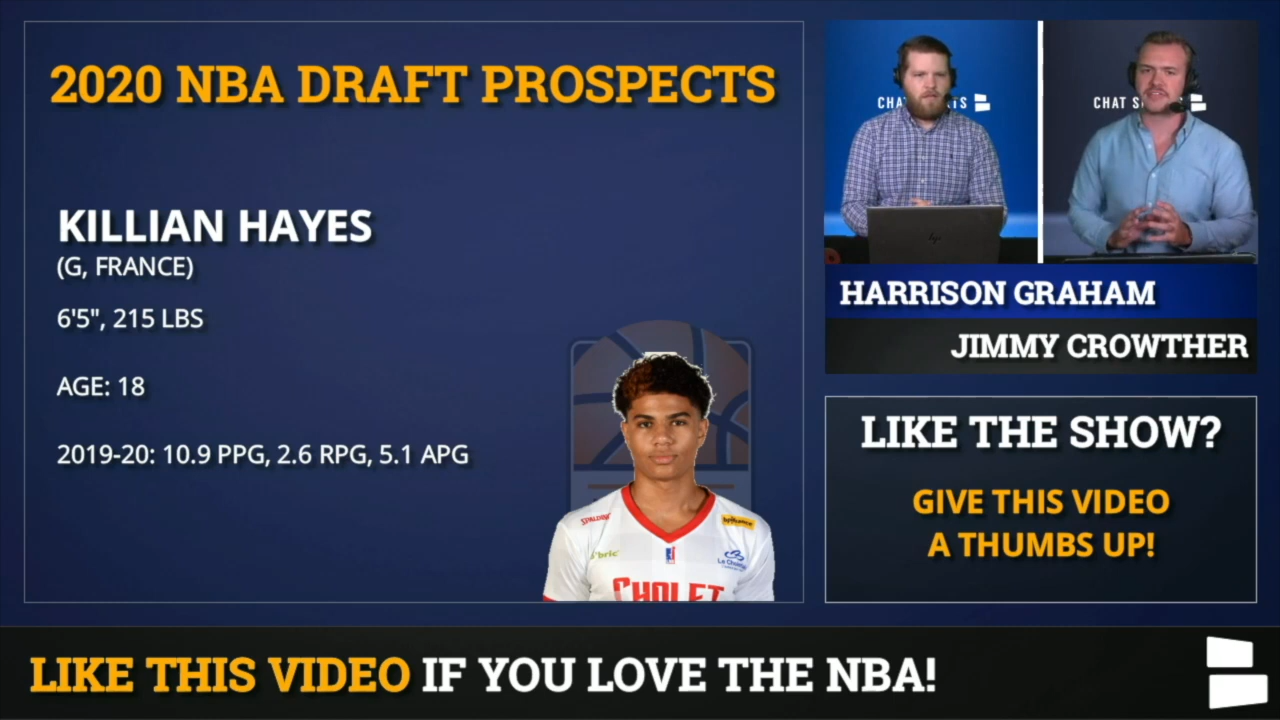 2020 NBA DRAFT PROSPECTS
KILLIAN HAYES
(G, FRANCE)
6'5", 215 LBS
AGE: 18
2019-20: 10.9 PPG, 2.6 RPG, 5.1 APG
SPALDING
CHOLET
CHAT
CHAT
HARRISON GRAHAM
JIMMY CROWTHER
LIKE THE SHOW?
GIVE THIS VIDEO
A THUMBS UP!
LIKE THIS VIDEO IF YOU LOVE THE NBA!